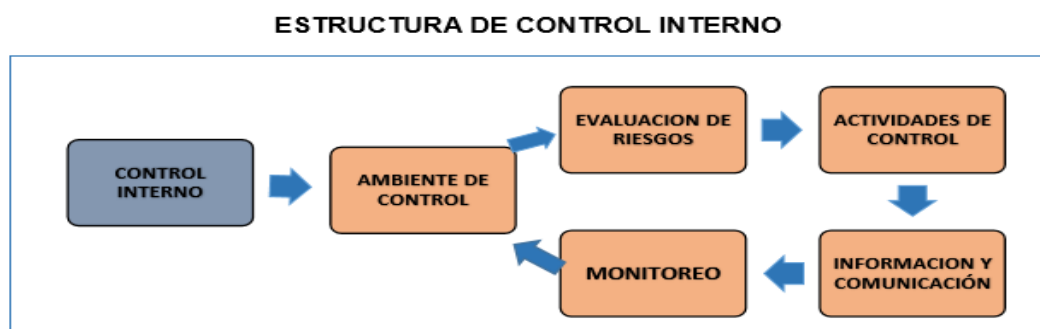 ESTRUCTURA DE CONTROL INTERNO
CONTROL
INTERNO
AMBIENTE DE
CONTROL
EVALUACION DE
RIESGOS
ACTIVIDADES DE
CONTROL
INFORMACION Y
COMUNICACIÓN
MONITOREO